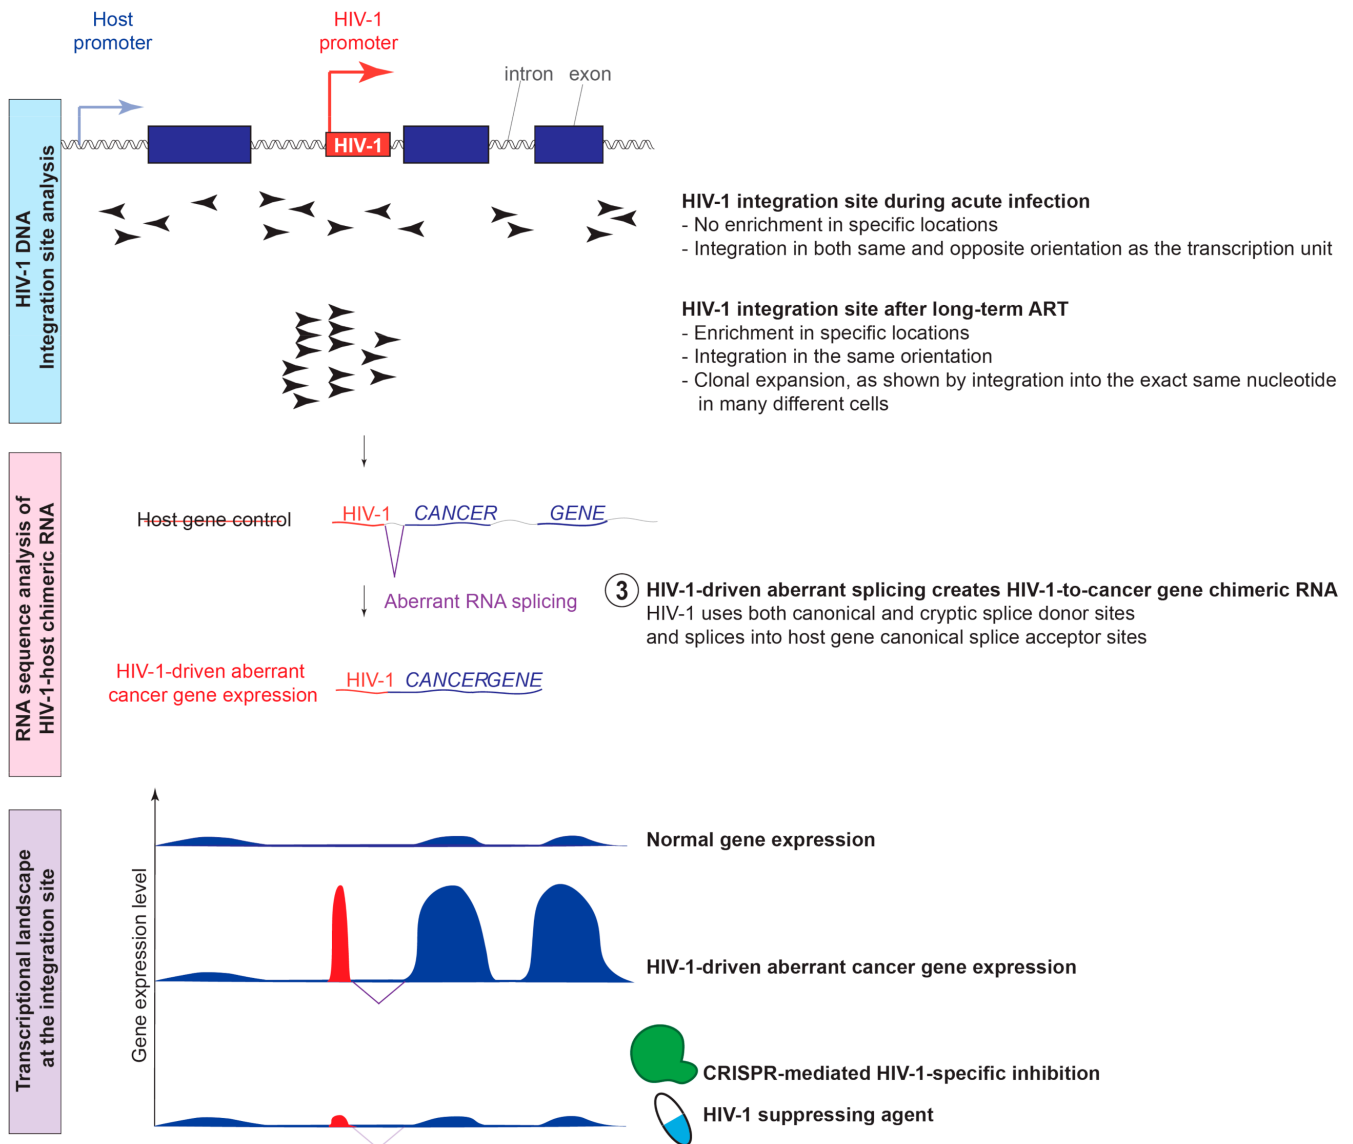 Host
promoter
HIV-1
promoter
intron
exon
HIV-1
HIV-1 DNA
Integration site analysis
HIV-1 integration site during acute infection
- No enrichment in specific locations
- Integration in both same and opposite orientation as the transcription unit
HIV-1 integration site after long-term ART
- Enrichment in specific locations
- Integration in the same orientation
- Clonal expansion, as shown by integration into the exact same nucleotide
in many different cells
RNA sequence analysis of
HIV-1-host chimeric RNA
Host gene control
HIV-1 CANCER GENE
Aberrant RNA splicing
3 HIV-1-driven aberrant splicing creates HIV-1-to-cancer gene chimeric RNA
HIV-1 uses both canonical and cryptic splice donor sites
and splices into host gene canonical splice acceptor sites
HIV-1-driven aberrant
cancer gene expression
HIV-1 CANCERGENE
Transcriptional landscape
at the integration site
Gene expression level
Normal gene expression
HIV-1-driven aberrant cancer gene expression
CRISPR-mediated HIV-1-specific inhibition
HIV-1 suppressing agent